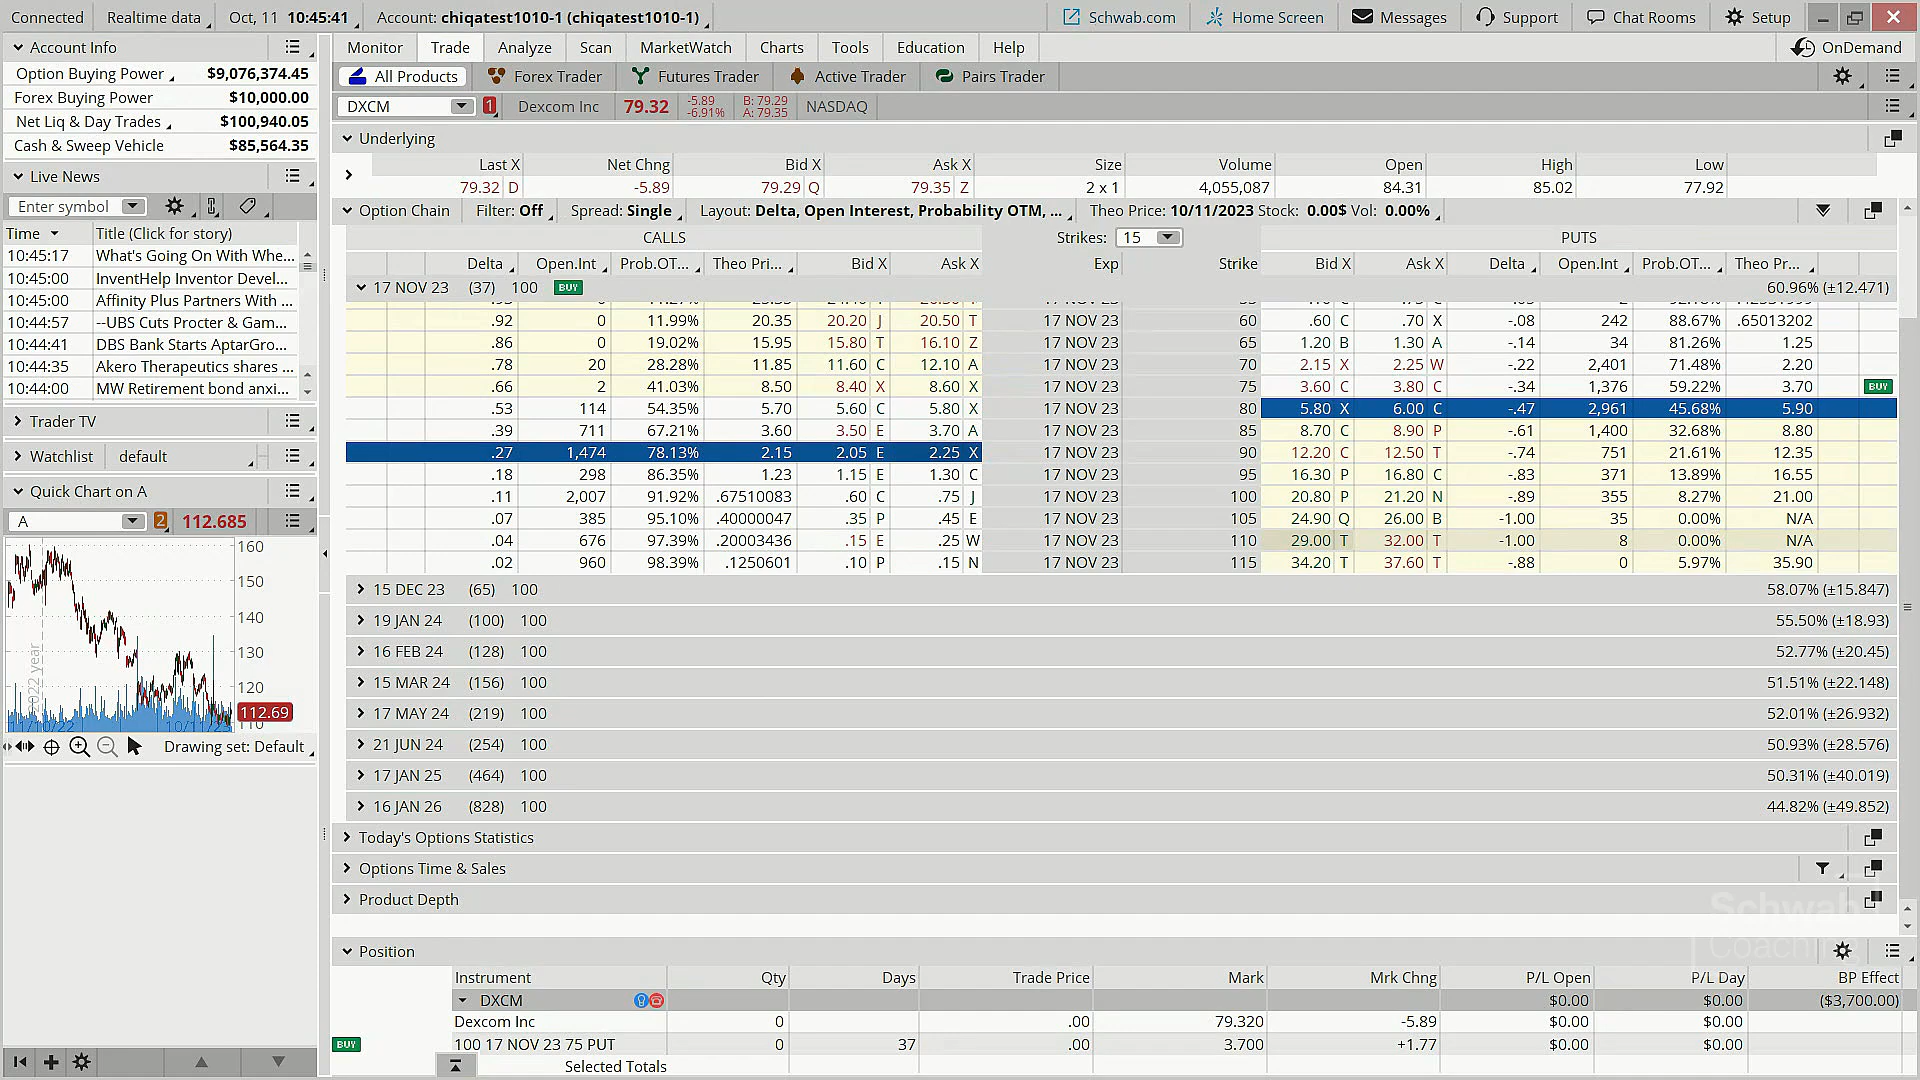 Connected Realtime data Oct, 11 10:45:41 Account: chiqatest1010-1 (chiqatest1010-1) Schwab.com Home Screen Messages Support Chat Rooms Setup
Account Info
Option Buying Power $9,076,374.45
Forex Buying Power $10,000.00
Net Liq & Day Trades $100,940.05
Cash & Sweep Vehicle $85,564.35
Live News
Enter symbol
Time Title (Click for story)
10:45:17 What's Going On With Whe...
10:45:00 InventHelp Inventor Devel...
10:45:00 Affinity Plus Partners With ...
10:44:57 --UBS Cuts Procter & Gam...
10:44:41 DBS Bank Starts AptarGro...
10:44:35 Akero Therapeutics shares ...
10:44:00 MW Retirement bond anxi...
Trader TV
Watchlist default
Quick Chart on A
A 2 112.685
160
150
140
130
120
112.69
2022 year
11/10/22 10/11/23
Drawing set: Default
Monitor Trade Analyze Scan MarketWatch Charts Tools Education Help OnDemand
All Products Forex Trader Futures Trader Active Trader Pairs Trader
DXCM 1 Dexcom Inc 79.32 -5.89 -6.91% B: 79.29 A: 79.35 NASDAQ
Underlying
Last X Net Chng Bid X Ask X Size Volume Open High Low
79.32 D -5.89 79.29 Q 79.35 Z 2 x 1 4,055,087 84.31 85.02 77.92
Option Chain Filter: Off Spread: Single Layout: Delta, Open Interest, Probability OTM, ... Theo Price: 10/11/2023 Stock: 0.00$ Vol: 0.00%
CALLS Strikes: 15 PUTS
Delta Open.Int Prob.OT... Theo Pri... Bid X Ask X Exp Strike Bid X Ask X Delta Open.Int Prob.OT... Theo Pr...
17 NOV 23 (37) 100 BUY 60.96% (±12.471)
.92 0 11.99% 20.35 20.20 J 20.50 T 17 NOV 23 60 .60 C .70 X -.08 242 88.67% .65013202
.86 0 19.02% 15.95 15.80 T 16.10 Z 17 NOV 23 65 1.20 B 1.30 A -.14 34 81.26% 1.25
.78 20 28.28% 11.85 11.60 C 12.10 A 17 NOV 23 70 2.15 X 2.25 W -.22 2,401 71.48% 2.20
.66 2 41.03% 8.50 8.40 X 8.60 X 17 NOV 23 75 3.60 C 3.80 C -.34 1,376 59.22% 3.70 BUY
.53 114 54.35% 5.70 5.60 C 5.80 X 17 NOV 23 80 5.80 X 6.00 C -.47 2,961 45.68% 5.90
.39 711 67.21% 3.60 3.50 E 3.70 A 17 NOV 23 85 8.70 C 8.90 P -.61 1,400 32.68% 8.80
.27 1,474 78.13% 2.15 2.05 E 2.25 X 17 NOV 23 90 12.20 C 12.50 T -.74 751 21.61% 12.35
.18 298 86.35% 1.23 1.15 E 1.30 C 17 NOV 23 95 16.30 P 16.80 C -.83 371 13.89% 16.55
.11 2,007 91.92% .67510083 .60 C .75 J 17 NOV 23 100 20.80 P 21.20 N -.89 355 8.27% 21.00
.07 385 95.10% .40000047 .35 P .45 E 17 NOV 23 105 24.90 Q 26.00 B -1.00 35 0.00% N/A
.04 676 97.39% .20003436 .15 E .25 W 17 NOV 23 110 29.00 T 32.00 T -1.00 8 0.00% N/A
.02 960 98.39% .1250601 .10 P .15 N 17 NOV 23 115 34.20 T 37.60 T -.88 0 5.97% 35.90
15 DEC 23 (65) 100 58.07% (±15.847)
19 JAN 24 (100) 100 55.50% (±18.93)
16 FEB 24 (128) 100 52.77% (±20.45)
15 MAR 24 (156) 100 51.51% (±22.148)
17 MAY 24 (219) 100 52.01% (±26.932)
21 JUN 24 (254) 100 50.93% (±28.576)
17 JAN 25 (464) 100 50.31% (±40.019)
16 JAN 26 (828) 100 44.82% (±49.852)
Today's Options Statistics
Options Time & Sales
Product Depth
Schwab
Coaching
Position
Instrument Qty Days Trade Price Mark Mrk Chng P/L Open P/L Day BP Effect
DXCM $0.00 $0.00 ($3,700.00)
Dexcom Inc 0 .00 79.320 -5.89 $0.00 $0.00
BUY 100 17 NOV 23 75 PUT 0 37 .00 3.700 +1.77 $0.00 $0.00
Selected Totals